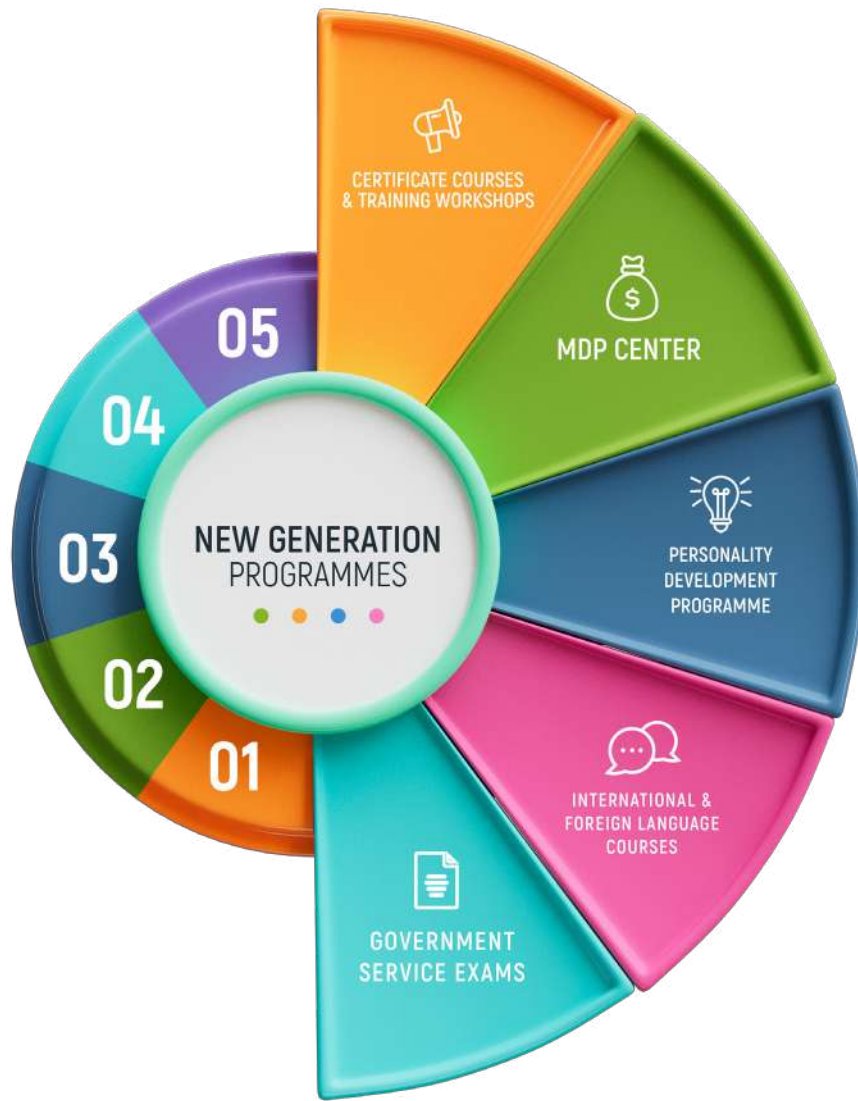 CERTIFICATE COURSES
& TRAINING WORKSHOPS
$
MDP CENTER
05
04
03
02
01
NEW GENERATION
PROGRAMMES
PERSONALITY
DEVELOPMENT
PROGRAMME
INTERNATIONAL &
FOREIGN LANGUAGE
COURSES
GOVERNMENT
SERVICE EXAMS